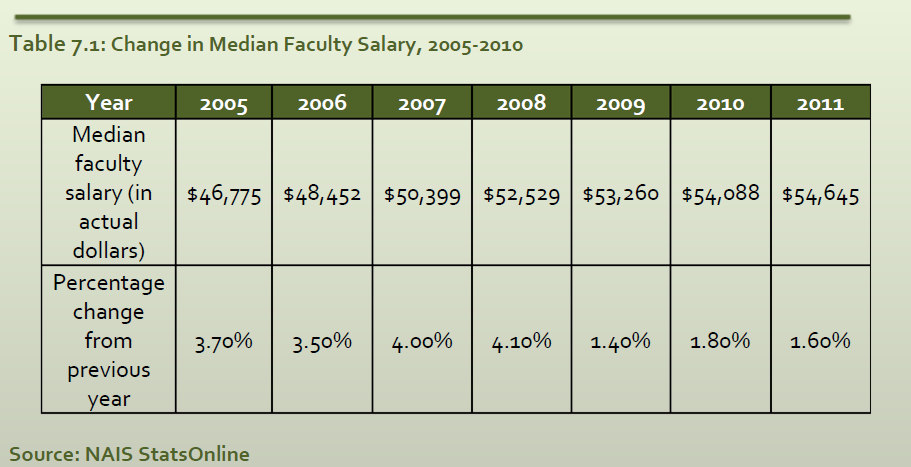 Table 7.1: Change in Median Faculty Salary, 2005-2010
Year 2005 2006 2007 2008 2009 2010 2011
Median
faculty
salary (in
actual
dollars)
$46,775 $48,452 $50,399 $52,529 $53,260 $54,088 $54,645
Percentage
change
from
previous
year
3.70% 3.50% 4.00% 4.10% 1.40% 1.80% 1.60%
Source: NAIS StatsOnline